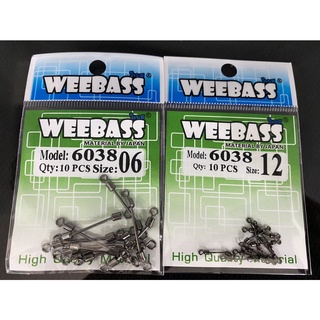 WEEBASS
WEEBASS
MATERIAL BY JAPAN
Model: 6038 06
Qty: 10 PCS Size:
High Quality Material
WEEBASS
WEEBASS
MATERIAL BY JAPAN
Model: 6038 12
Qty: 10 PCS Size:
High Quality Material